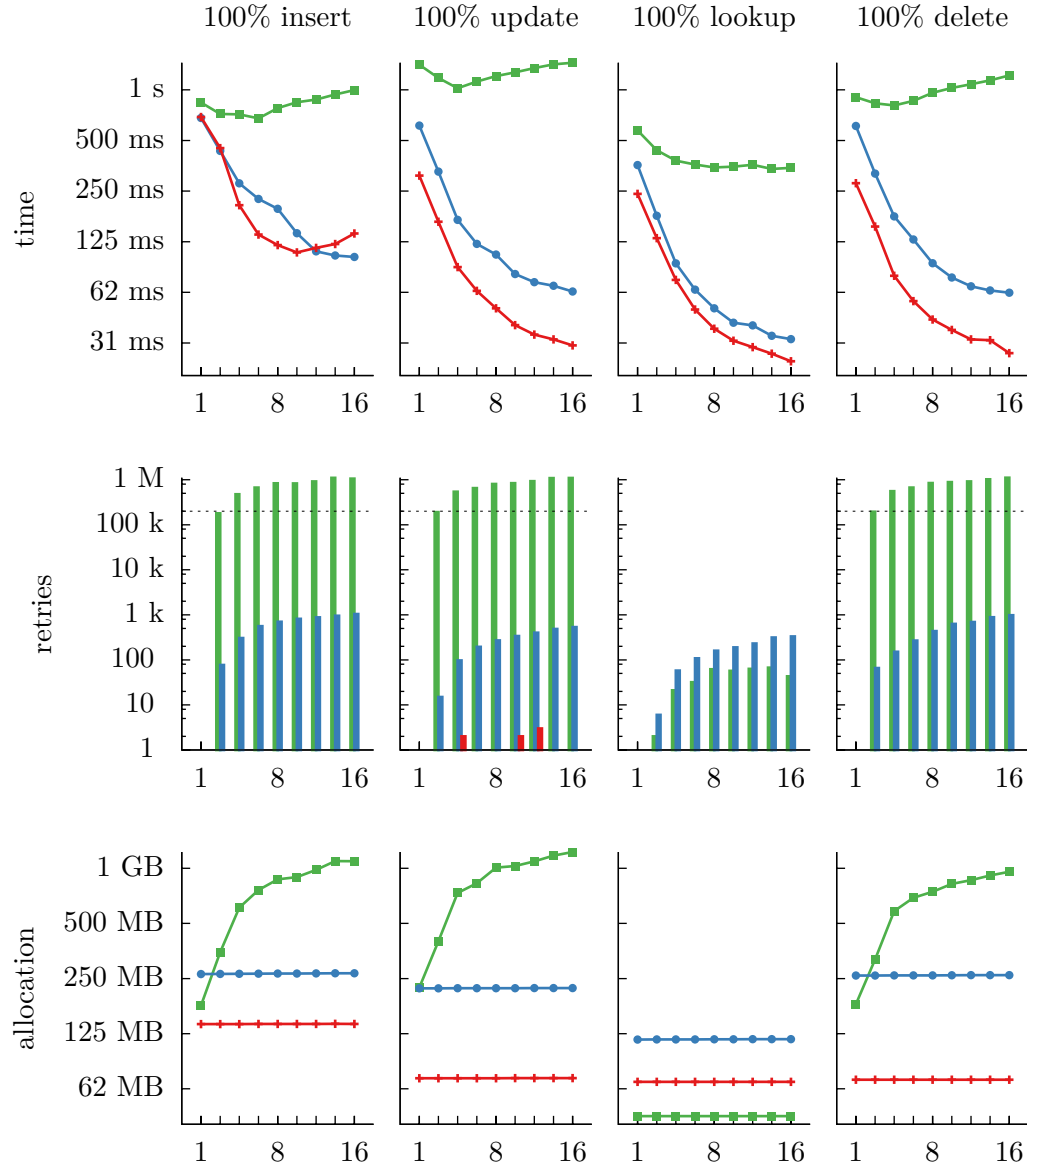 100% insert 100% update 100% lookup 100% delete
time
1 s
500 ms
250 ms
125 ms
62 ms
31 ms
1 8 16 1 8 16 1 8 16 1 8 16
retries
1 M
100 k
10 k
1 k
100
10
1
1 8 16 1 8 16 1 8 16 1 8 16
allocation
1 GB
500 MB
250 MB
125 MB
62 MB
1 8 16 1 8 16 1 8 16 1 8 16